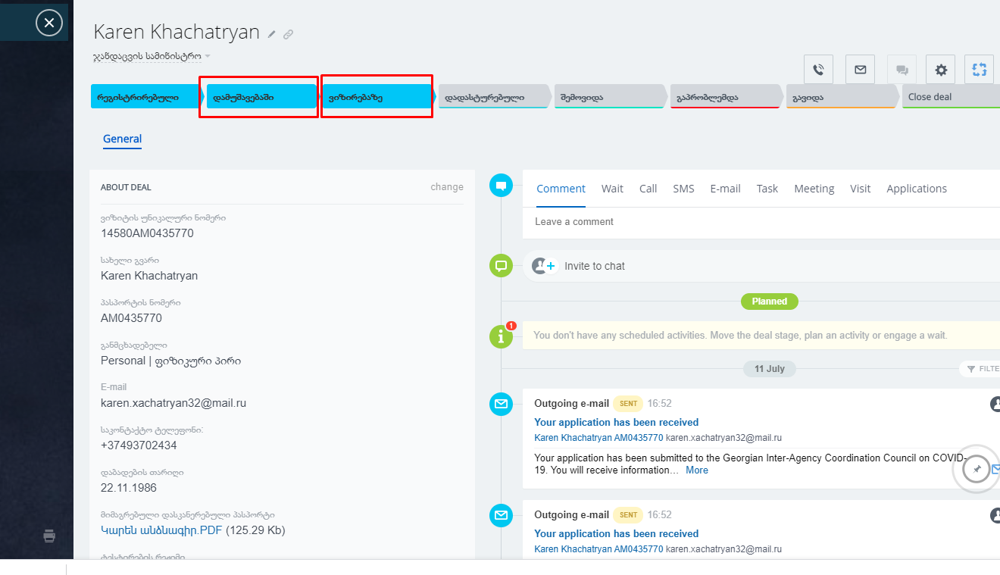 Karen Khachatryan
ჯანდაცვის სამინისტრო
რეგისტრირებული
დამუშავებაში
ვიზირებაზე
დადასტურებული
შემოვიდა
გაპრობლემდა
გავიდა
Close deal
General
ABOUT DEAL
change
ვიზიტის უნიკალური ნომერი
14580AM0435770
სახელი გვარი
Karen Khachatryan
პასპორტის ნომერი
AM0435770
განმცხადებელი
Personal | ფიზიკური პირი
E-mail
karen.xachatryan32@mail.ru
საკონტაქტო ტელეფონი:
+37493702434
დაბადების თარიღი
22.11.1986
მიმაგრებული დასკანერებული პასპორტი
Կարեն անձնագիր.PDF (125.29 Kb)
ტესტირების რეჟიმი
Comment Wait Call SMS E-mail Task Meeting Visit Applications
Leave a comment
Invite to chat
Planned
1
You don't have any scheduled activities. Move the deal stage, plan an activity or engage a wait.
11 July
FILTE
Outgoing e-mail SENT 16:52
Your application has been received
Karen Khachatryan AM0435770 karen.xachatryan32@mail.ru
Your application has been submitted to the Georgian Inter-Agency Coordination Council on COVID-
19. You will receive information… More
Outgoing e-mail SENT 16:52
Your application has been received
Karen Khachatryan AM0435770 karen.xachatryan32@mail.ru